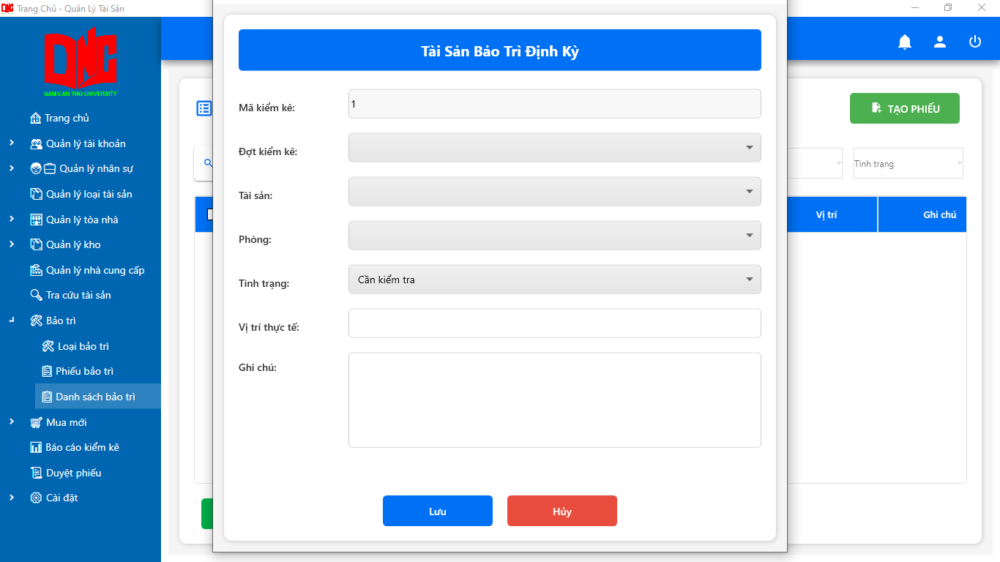 Trang Chủ - Quản Lý Tài Sản
DNC
NAM CAN THO UNIVERSITY
Trang chủ
Quản lý tài khoản
Quản lý nhân sự
Quản lý loại tài sản
Quản lý tòa nhà
Quản lý kho
Quản lý nhà cung cấp
Tra cứu tài sản
Bảo trì
Loại bảo trì
Phiếu bảo trì
Danh sách bảo trì
Mua mới
Báo cáo kiểm kê
Duyệt phiếu
Cài đặt
Tài Sản Bảo Trì Định Kỳ
Mã kiểm kê:
1
Đợt kiểm kê:
Tài sản:
Phòng:
Tình trạng:
Cần kiểm tra
Vị trí thực tế:
Ghi chú:
Lưu
Hủy
TẠO PHIẾU
Tình trạng
Vị trí
Ghi chú